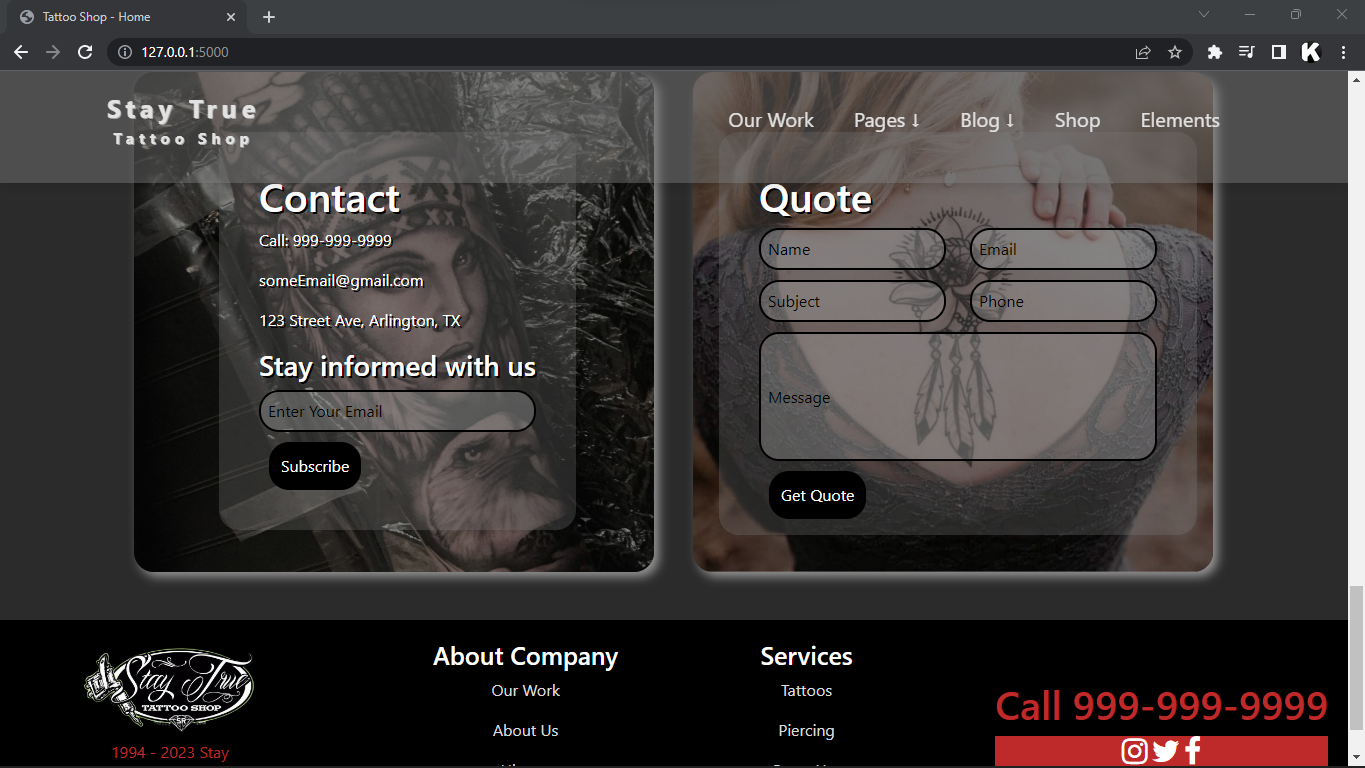 Tattoo Shop - Home
127.0.0.1:5000
Stay True
Tattoo Shop
Our Work Pages ↓ Blog ↓ Shop Elements
Contact
Call: 999-999-9999
someEmail@gmail.com
123 Street Ave, Arlington, TX
Stay informed with us
Enter Your Email
Subscribe
Quote
Name Email
Subject Phone
Message
Get Quote
Stay True
TATTOO SHOP
1994 - 2023 Stay
About Company
Our Work
About Us
Services
Tattoos
Piercing
Call 999-999-9999